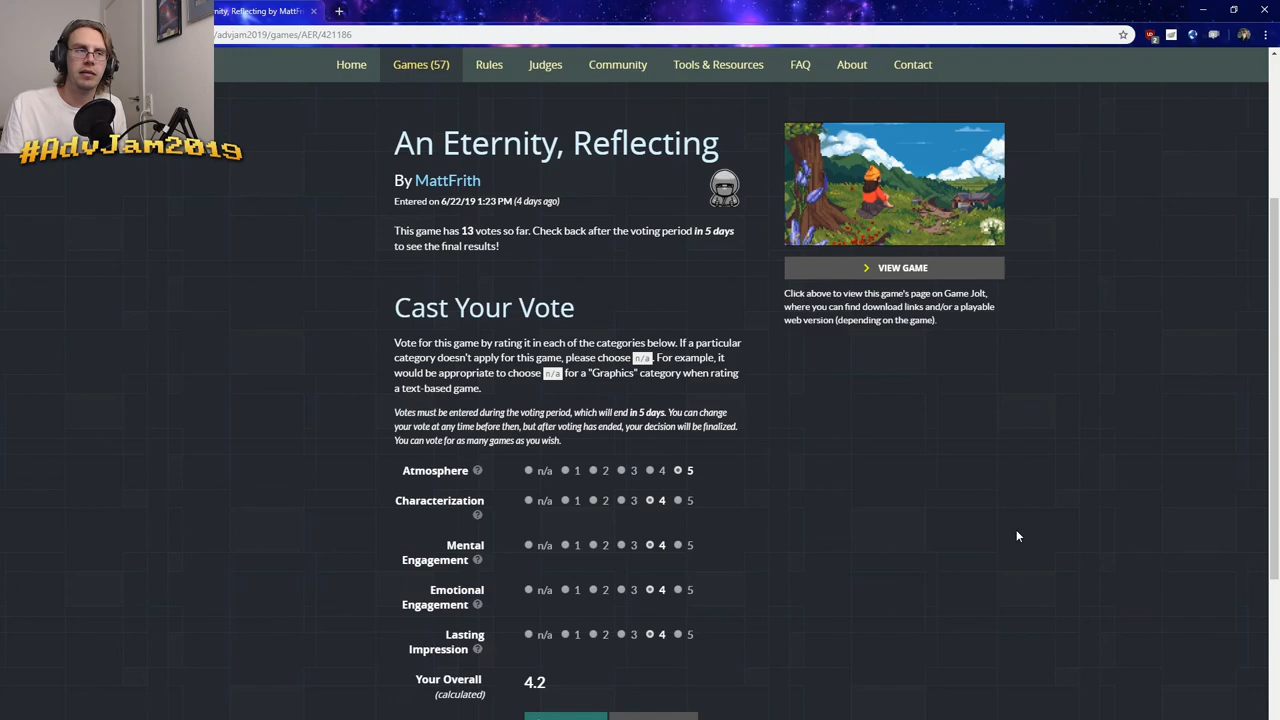 nity, Reflecting by MattFri
/advjam2019/games/AER/421186
2
Home Games (57) Rules Judges Community Tools & Resources FAQ About Contact
#AdvJam2019
An Eternity, Reflecting
By MattFrith
Entered on 6/22/19 1:23 PM (4 days ago)
This game has 13 votes so far. Check back after the voting period in 5 days
to see the final results!
VIEW GAME
Click above to view this game's page on Game Jolt,
where you can find download links and/or a playable
web version (depending on the game).
Cast Your Vote
Vote for this game by rating it in each of the categories below. If a particular
category doesn't apply for this game, please choose n/a. For example, it
would be appropriate to choose n/a for a "Graphics" category when rating
a text-based game.
Votes must be entered during the voting period, which will end in 5 days. You can change
your vote at any time before then, but after voting has ended, your decision will be finalized.
You can vote for as many games as you wish.
Atmosphere ? n/a 1 2 3 4 5
Characterization ? n/a 1 2 3 4 5
Mental
Engagement ? n/a 1 2 3 4 5
Emotional
Engagement ? n/a 1 2 3 4 5
Lasting
Impression ? n/a 1 2 3 4 5
Your Overall
(calculated)
4.2